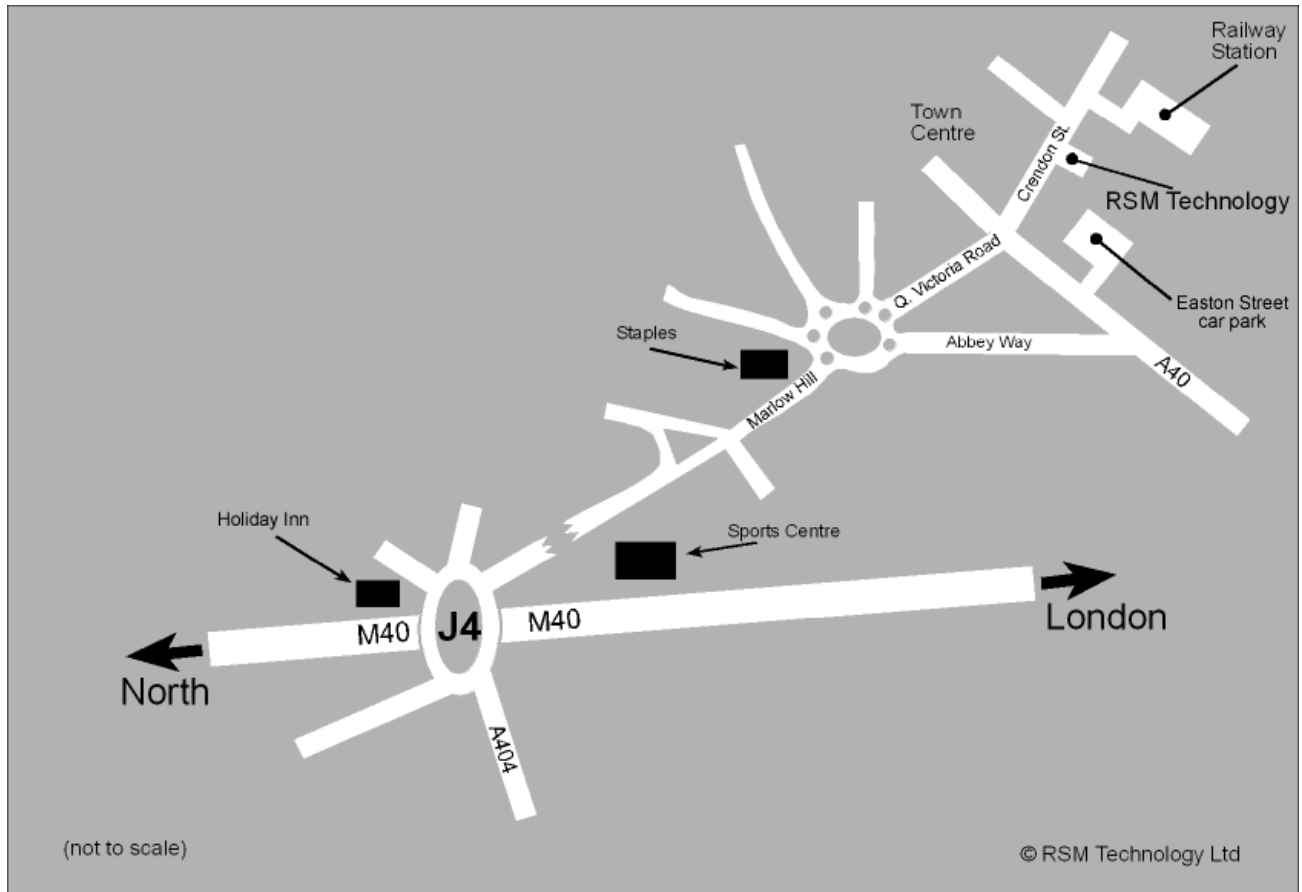 Railway
Station
Town
Centre
Crendon St.
RSM Technology
Q. Victoria Road
Easton Street
car park
Staples
Abbey Way
A40
Marlow Hill
Holiday Inn
Sports Centre
M40
J4
M40
London
North
A404
(not to scale)
© RSM Technology Ltd